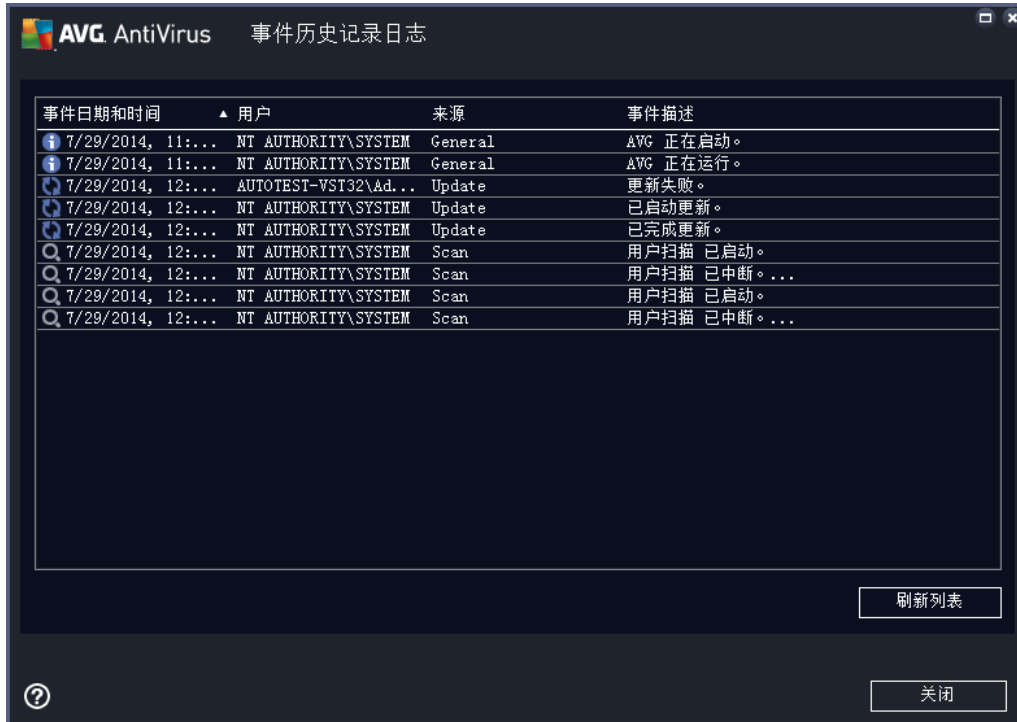 AVG. AntiVirus 事件历史记录日志
事件日期和时间 用户 来源 事件描述
7/29/2014, 11:... NT AUTHORITY\SYSTEM General AVG 正在启动。
7/29/2014, 11:... NT AUTHORITY\SYSTEM General AVG 正在运行。
7/29/2014, 12:... AUTOTEST-VST32\Ad... Update 更新失败。
7/29/2014, 12:... NT AUTHORITY\SYSTEM Update 已启动更新。
7/29/2014, 12:... NT AUTHORITY\SYSTEM Update 已完成更新。
7/29/2014, 12:... NT AUTHORITY\SYSTEM Scan 用户扫描 已启动。
7/29/2014, 12:... NT AUTHORITY\SYSTEM Scan 用户扫描 已中断。...
7/29/2014, 12:... NT AUTHORITY\SYSTEM Scan 用户扫描 已启动。
7/29/2014, 12:... NT AUTHORITY\SYSTEM Scan 用户扫描 已中断。...
刷新列表
关闭